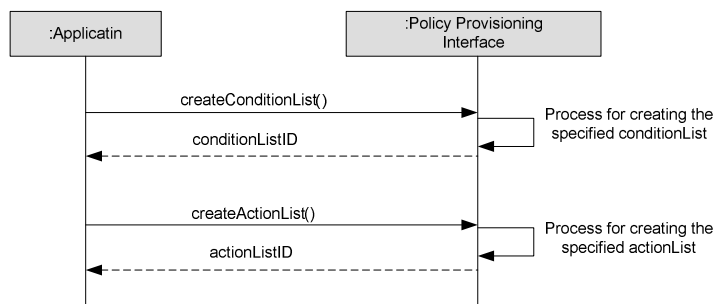 :Applicatin
:Policy Provisioning
Interface
createConditionList()
Process for creating the
specified conditionList
conditionListID
createActionList()
Process for creating the
specified actionList
actionListID